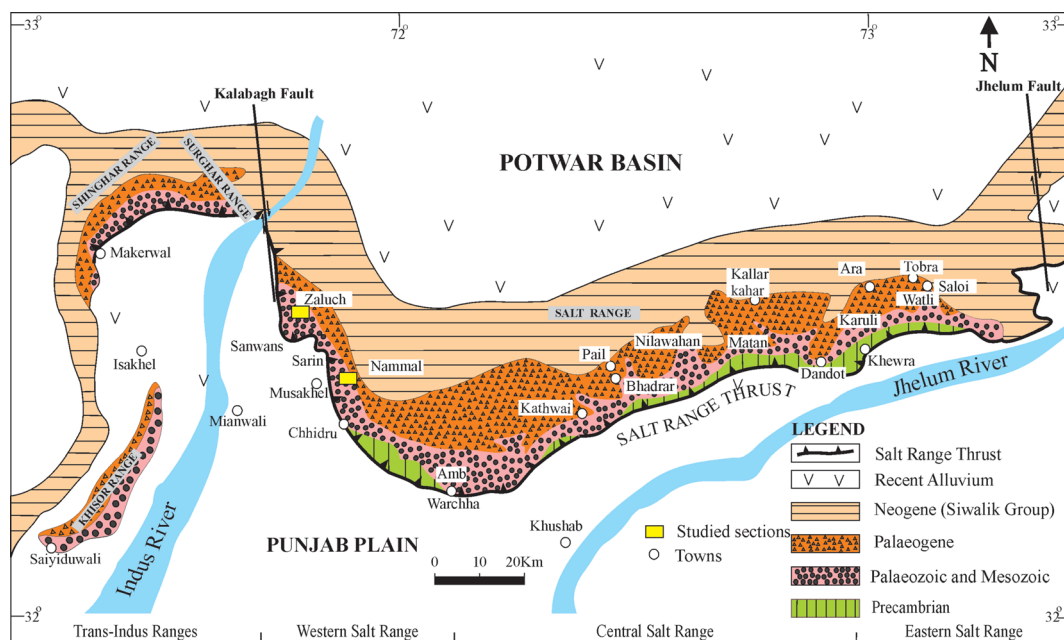 33°
72°
73°
33°
N
Kalabagh Fault
Jhelum Fault
SHINGHAR RANGE
SURGHAR RANGE
POTWAR BASIN
Makerwal
Zaluch
SALT RANGE
Kallar
kahar
Ara
Tobra
Saloi
Watli
Karuli
Sanwans
Sarin
Nilawahan
Matan
Isakhel
Nammal
Pail
Khewra
Dandot
Musakhel
Bhadrar
Mianwali
Kathwai
Chhidru
SALT RANGE THRUST
Jhelum River
KHISOR RANGE
Amb
Warchha
Khushab
Saiyiduwali
Indus River
PUNJAB PLAIN
0 20Km
Studied sections
Towns
LEGEND
Salt Range Thrust
Recent Alluvium
Neogene (Siwalik Group)
Palaeogene
Palaeozoic and Mesozoic
Precambrian
32°
32°
Trans-Indus Ranges
Western Salt Range
Central Salt Range
Eastern Salt Range